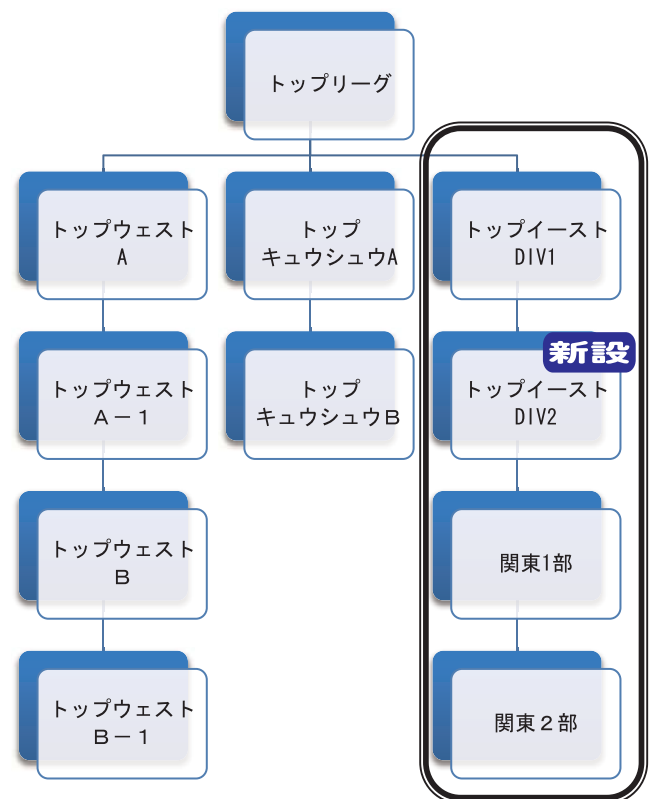 トップリーグ
トップウェスト
A
トップ
キュウシュウA
トップイースト
DIV1
トップウェスト
A－１
トップ
キュウシュウＢ
新設
トップイースト
DIV2
トップウェスト
Ｂ
関東1部
トップウェスト
Ｂ－１
関東２部